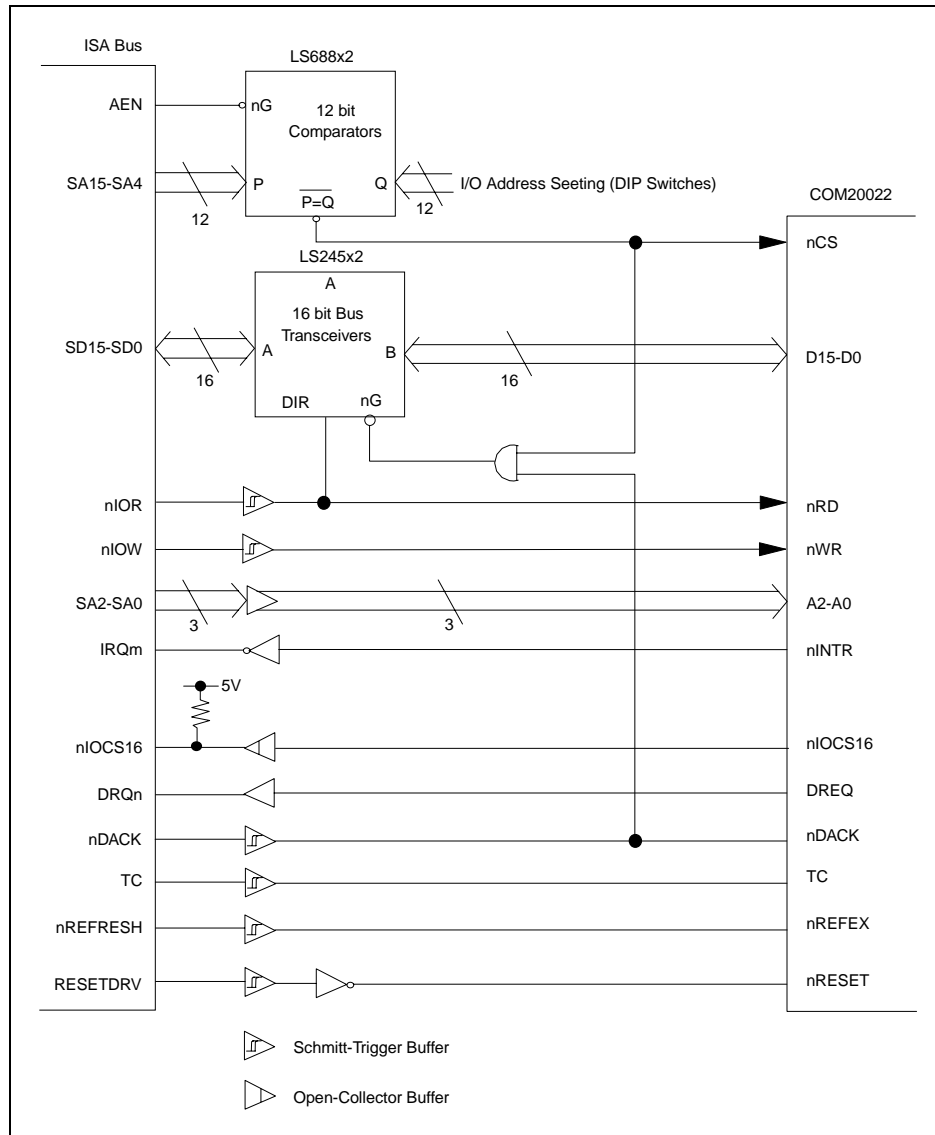 ISA Bus
LS688x2
AEN
nG
12 bit
Comparators
SA15-SA4
12
P
Q
12
I/O Address Seeting (DIP Switches)
P=Q
COM20022
nCS
LS245x2
A
16 bit Bus
Transceivers
SD15-SD0
16
A
B
16
D15-D0
DIR
nG
nIOR
nRD
nIOW
nWR
SA2-SA0
3
3
A2-A0
IRQm
nINTR
5V
nIOCS16
nIOCS16
DRQn
DREQ
nDACK
nDACK
TC
TC
nREFRESH
nREFEX
RESETDRV
nRESET
Schmitt-Trigger Buffer
Open-Collector Buffer